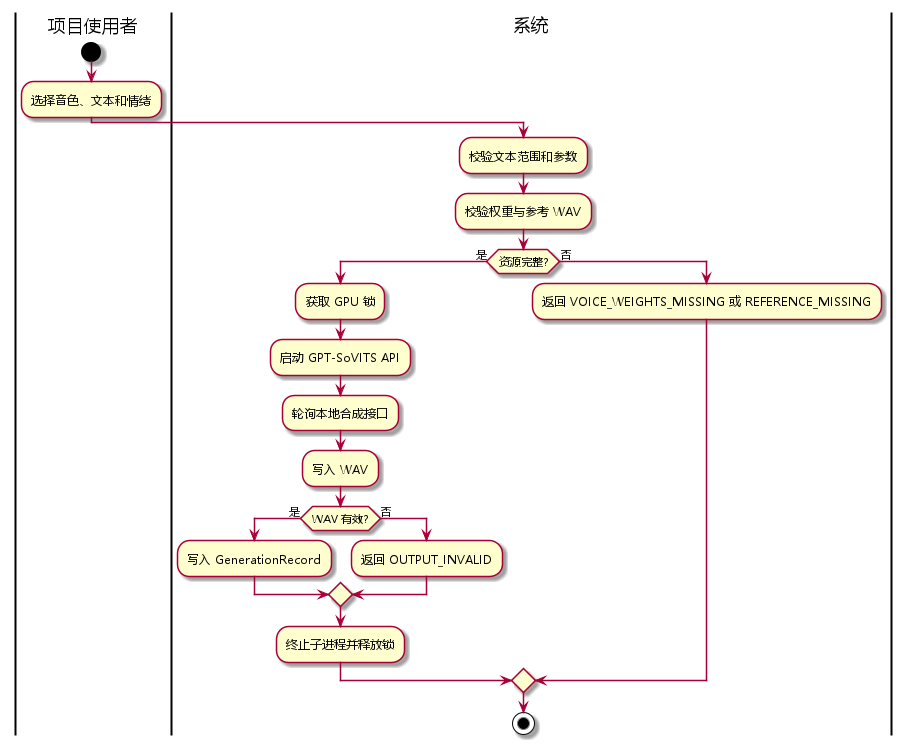 项目使用者
系统
选择音色、文本和情绪
校验文本范围和参数
校验权重与参考 WAV
资源完整?
是
否
获取 GPU 锁
返回 VOICE_WEIGHTS_MISSING 或 REFERENCE_MISSING
启动 GPT-SoVITS API
轮询本地合成接口
写入 WAV
WAV 有效?
是
否
写入 GenerationRecord
返回 OUTPUT_INVALID
终止子进程并释放锁